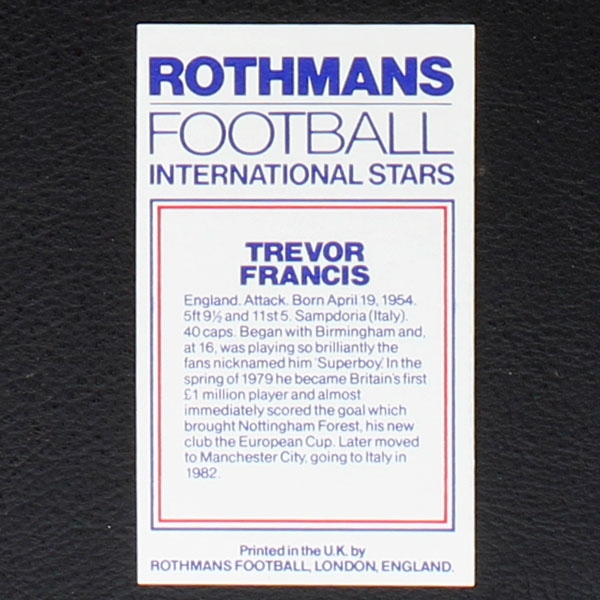 ROTHMANS
FOOTBALL
INTERNATIONAL STARS
TREVOR
FRANCIS
England. Attack. Born April 19, 1954.
5ft 9½ and 11st 5. Sampdoria (Italy).
40 caps. Began with Birmingham and,
at 16, was playing so brilliantly the
fans nicknamed him 'Superboy'. In the
spring of 1979 he became Britain's first
£1 million player and almost
immediately scored the goal which
brought Nottingham Forest, his new
club the European Cup. Later moved
to Manchester City, going to Italy in
1982.
Printed in the U.K. by
ROTHMANS FOOTBALL, LONDON, ENGLAND.